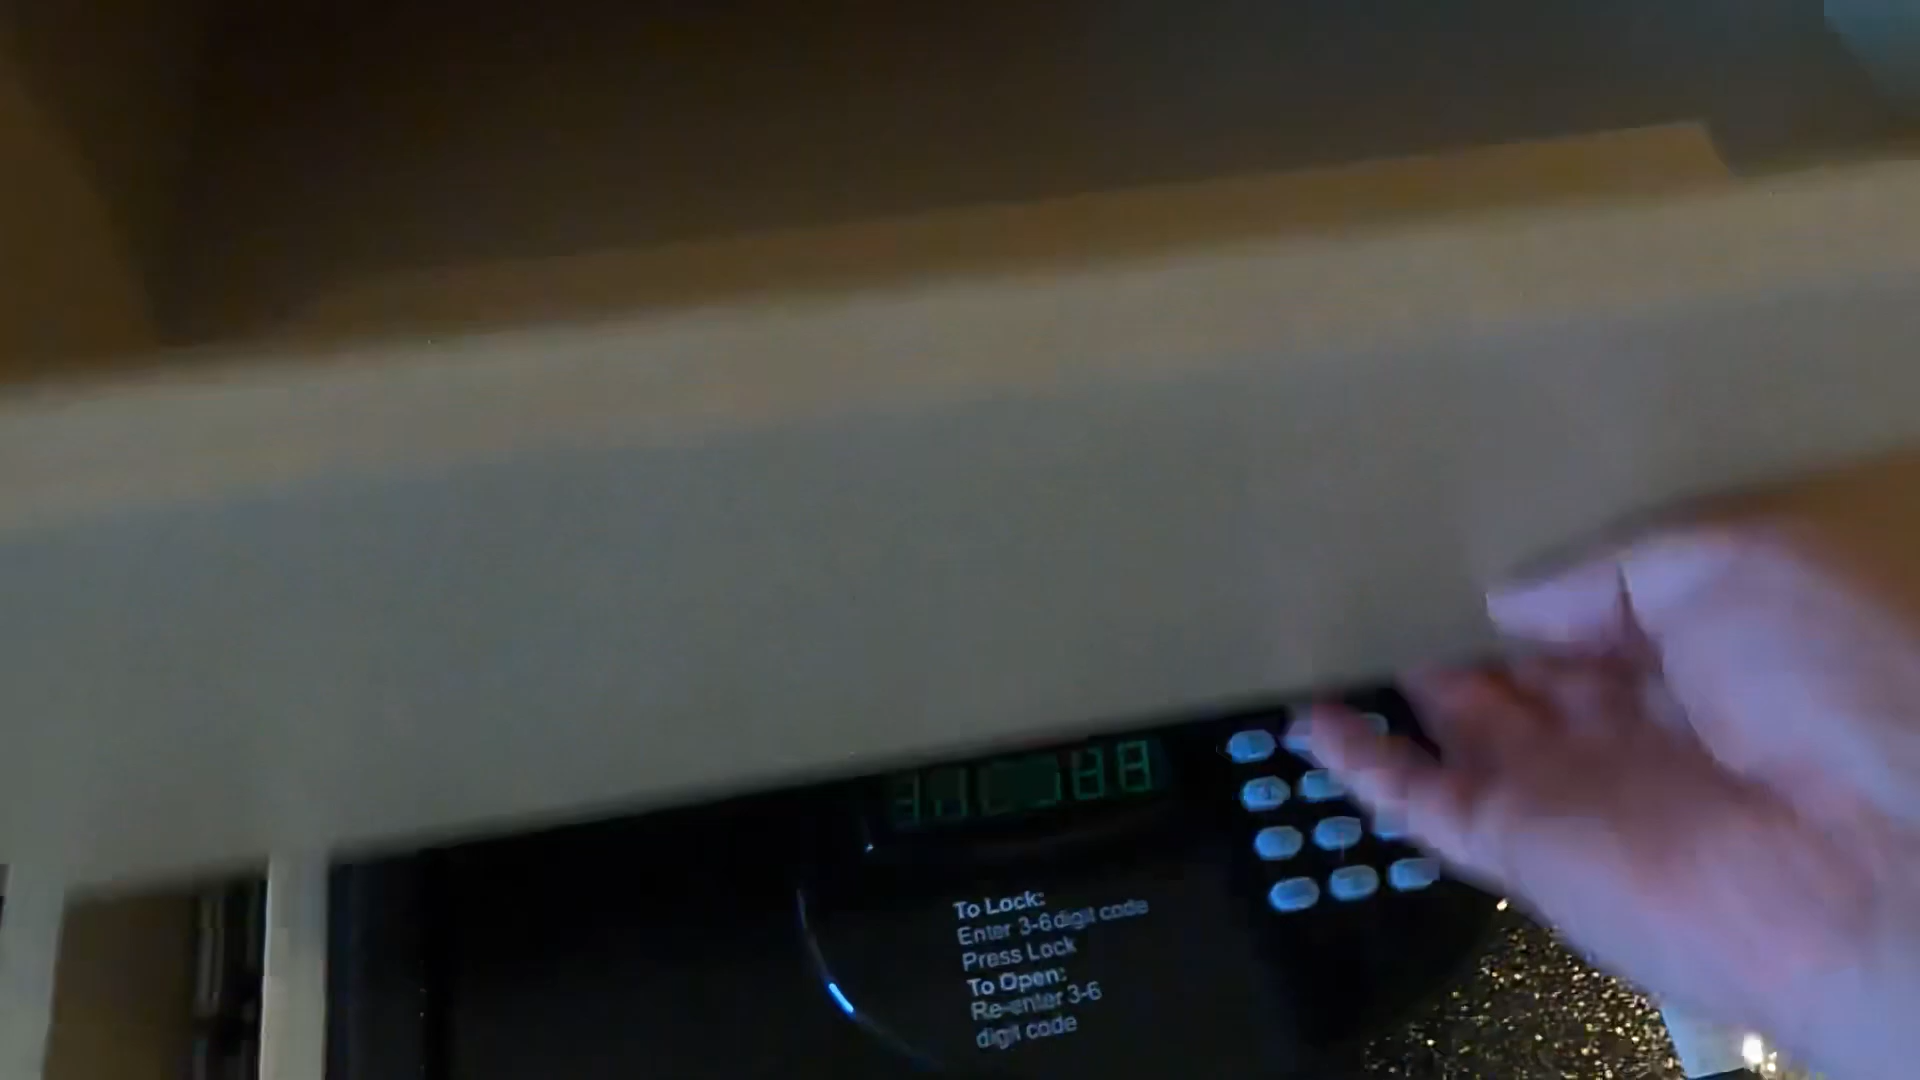 To Lock:
Enter 3-6 digit code
Press Lock
To Open:
Re-enter 3-6
digit code